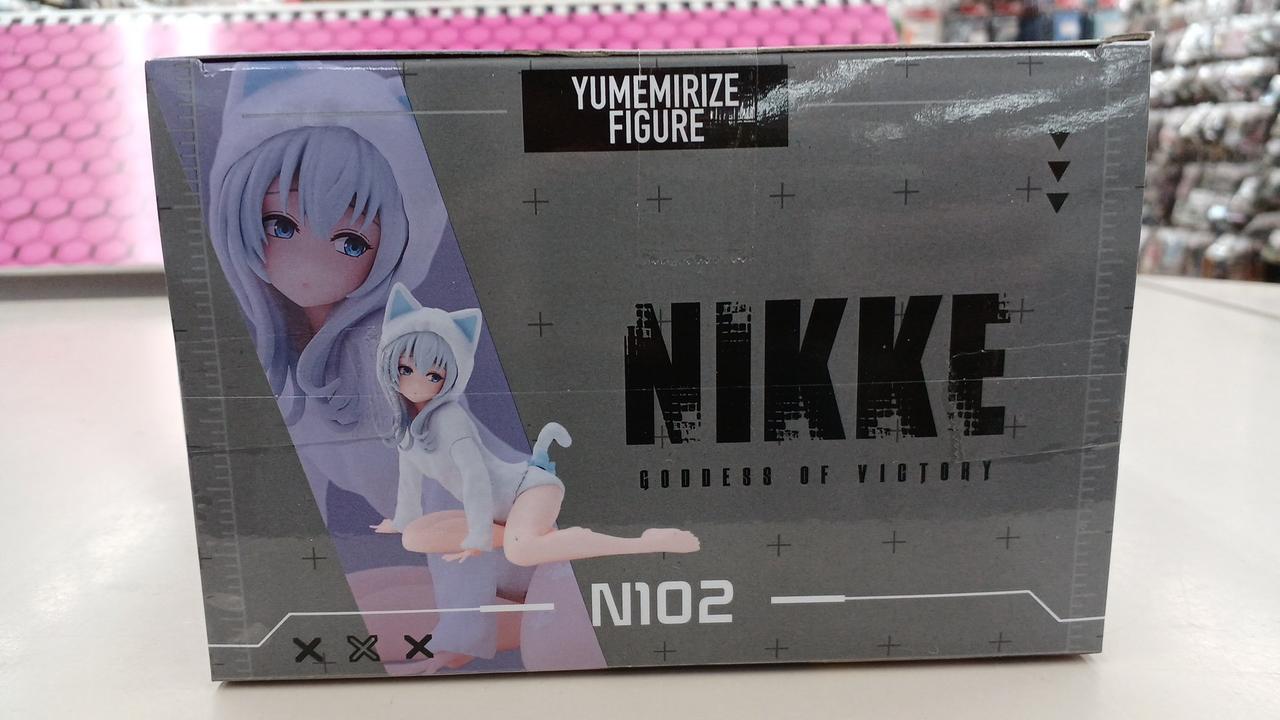 YUMEMIRIZE
FIGURE
NIKKE
GODDESS OF VICTORY
N102